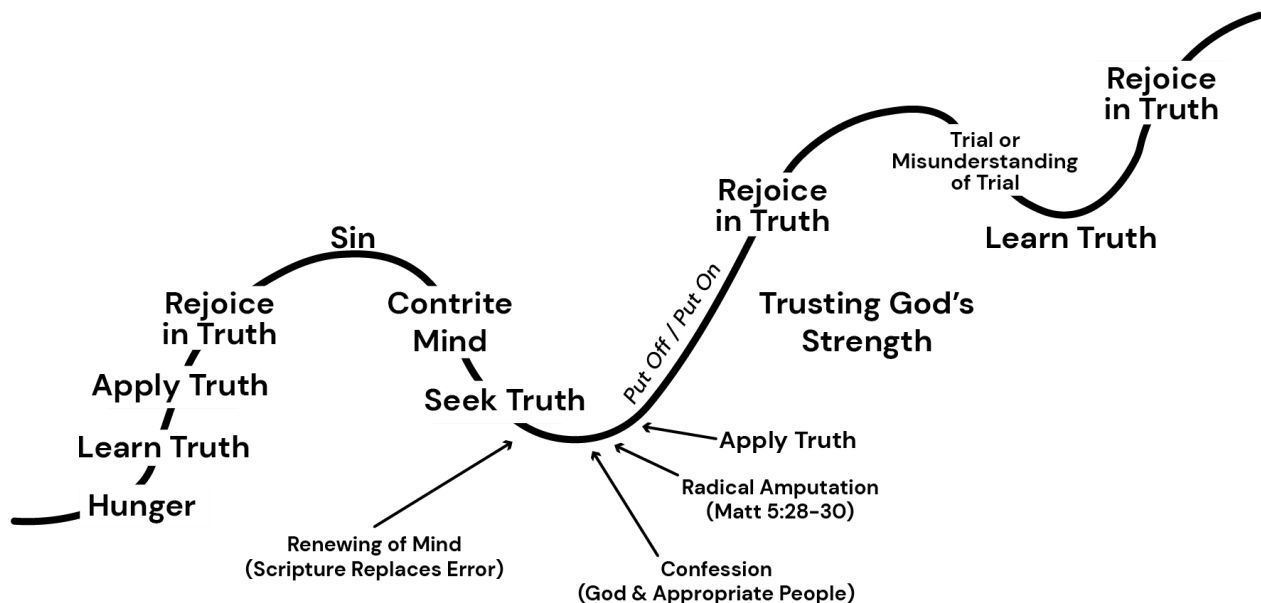 Hunger
Learn Truth
Apply Truth
Rejoice
in Truth
Sin
Contrite
Mind
Seek Truth
Renewing of Mind
(Scripture Replaces Error)
Confession
(God & Appropriate People)
Radical Amputation
(Matt 5:28-30)
Apply Truth
Put Off / Put On
Trusting God's
Strength
Rejoice
in Truth
Trial or
Misunderstanding
of Trial
Learn Truth
Rejoice
in Truth